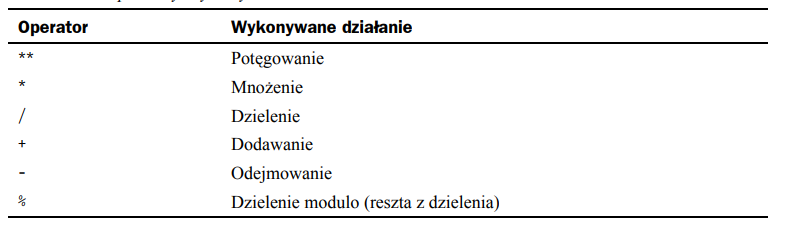 Operator Wykonywane działanie
** Potęgowanie
* Mnożenie
/ Dzielenie
+ Dodawanie
- Odejmowanie
% Dzielenie modulo (reszta z dzielenia)